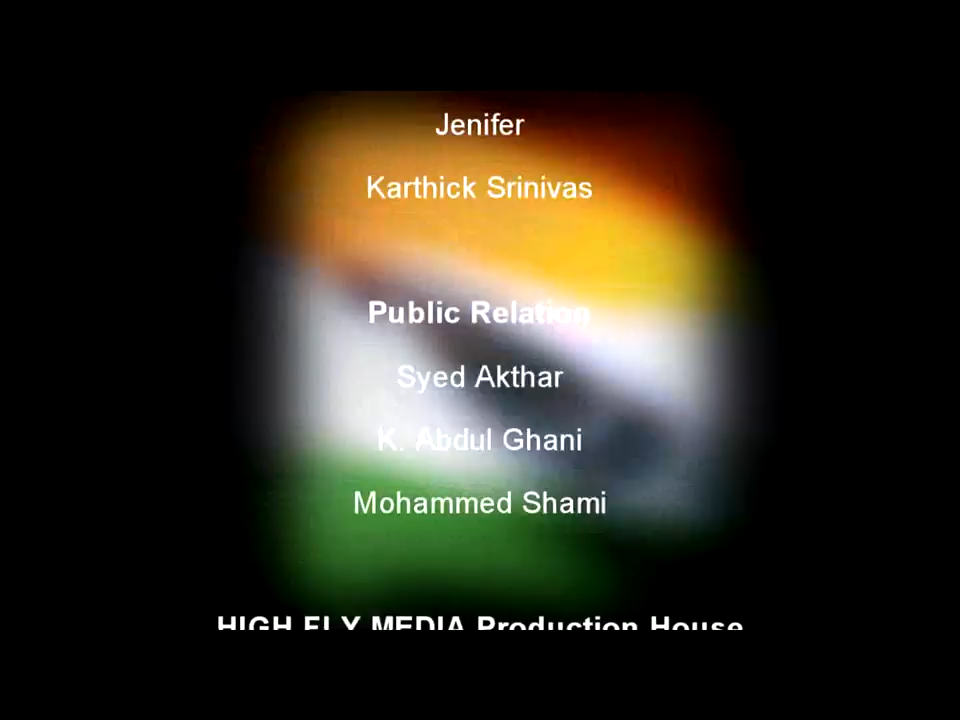 Jenifer
Karthick Srinivas
Public Relation
Syed Akthar
K. Abdul Ghani
Mohammed Shami
HIGH FLY MEDIA Production House